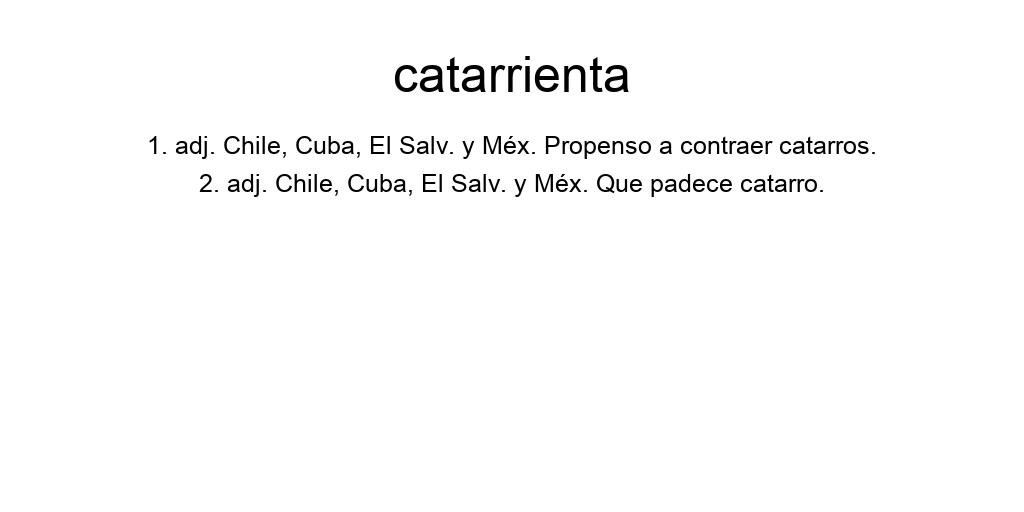 catarrienta
1. adj. Chile, Cuba, El Salv. y Méx. Propenso a contraer catarros.
2. adj. Chile, Cuba, El Salv. y Méx. Que padece catarro.